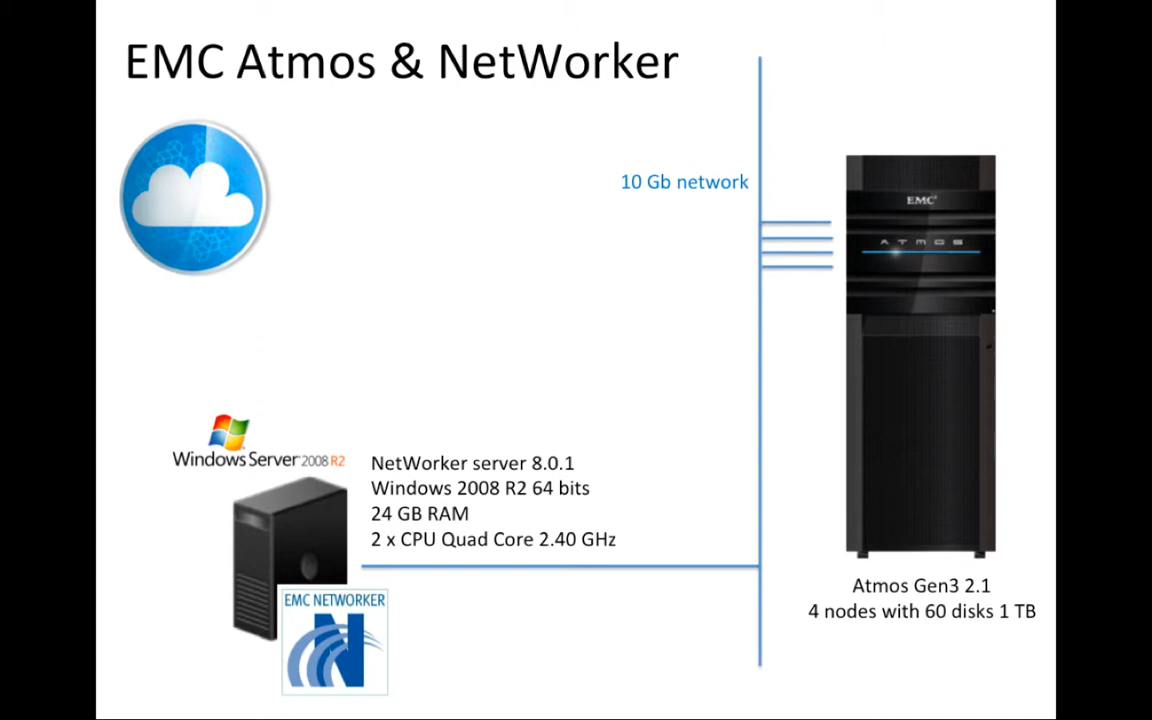 EMC Atmos & NetWorker
10 Gb network
EMC²
ATMOS
Windows Server 2008 R2
NetWorker server 8.0.1
Windows 2008 R2 64 bits
24 GB RAM
2 x CPU Quad Core 2.40 GHz
EMC NETWORKER
N
Atmos Gen3 2.1
4 nodes with 60 disks 1 TB